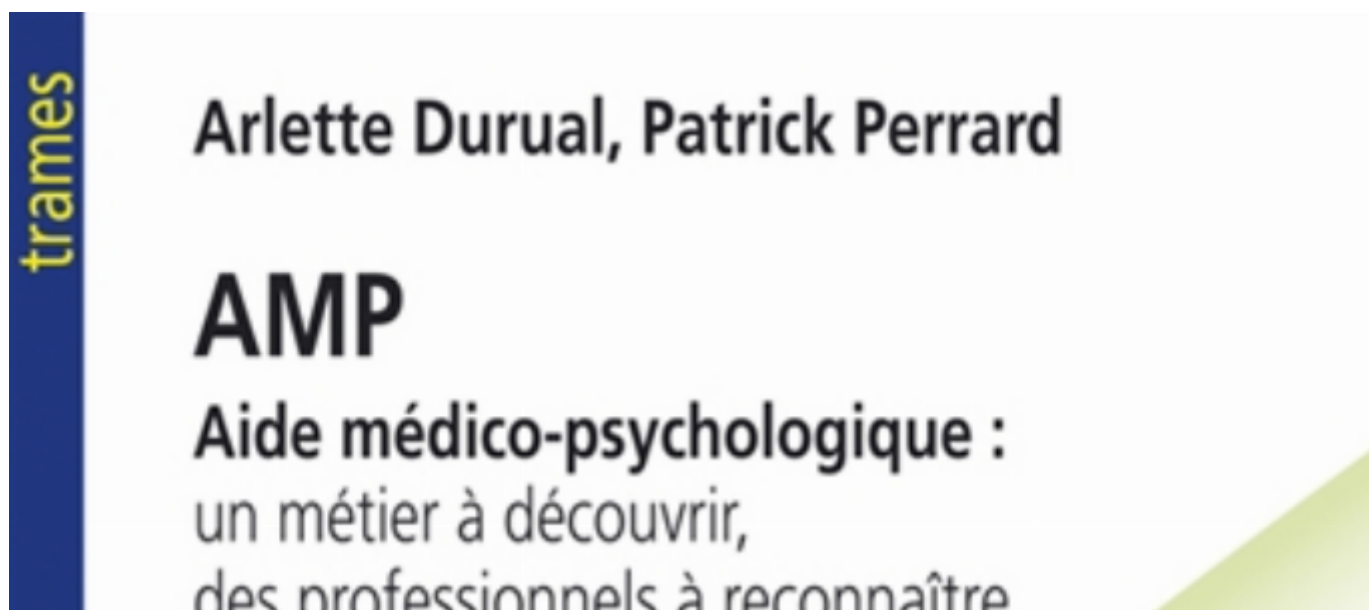 trames
Arlette Durual, Patrick Perrard
AMP
Aide médico-psychologique :
un métier à découvrir,
des professionnels à reconnaître